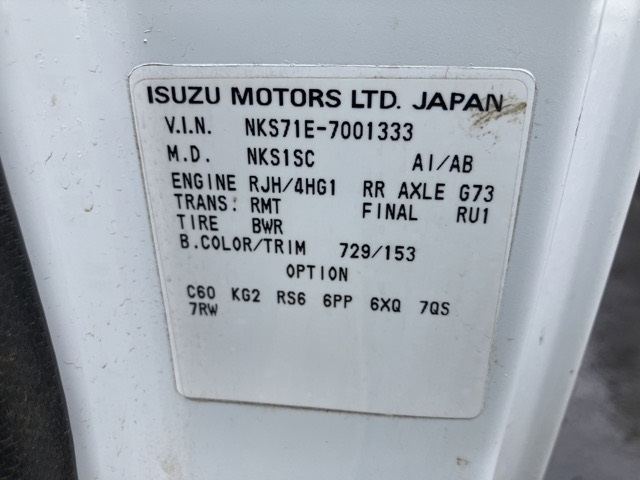 ISUZU MOTORS LTD. JAPAN
V.I.N. NKS71E-7001333
M.D. NKS1SC AI/AB
ENGINE RJH/4HG1 RR AXLE G73
TRANS: RMT FINAL RU1
TIRE BWR
B.COLOR/TRIM 729/153
OPTION
C60 KG2 RS6 6PP 6XQ 7QS
7RW